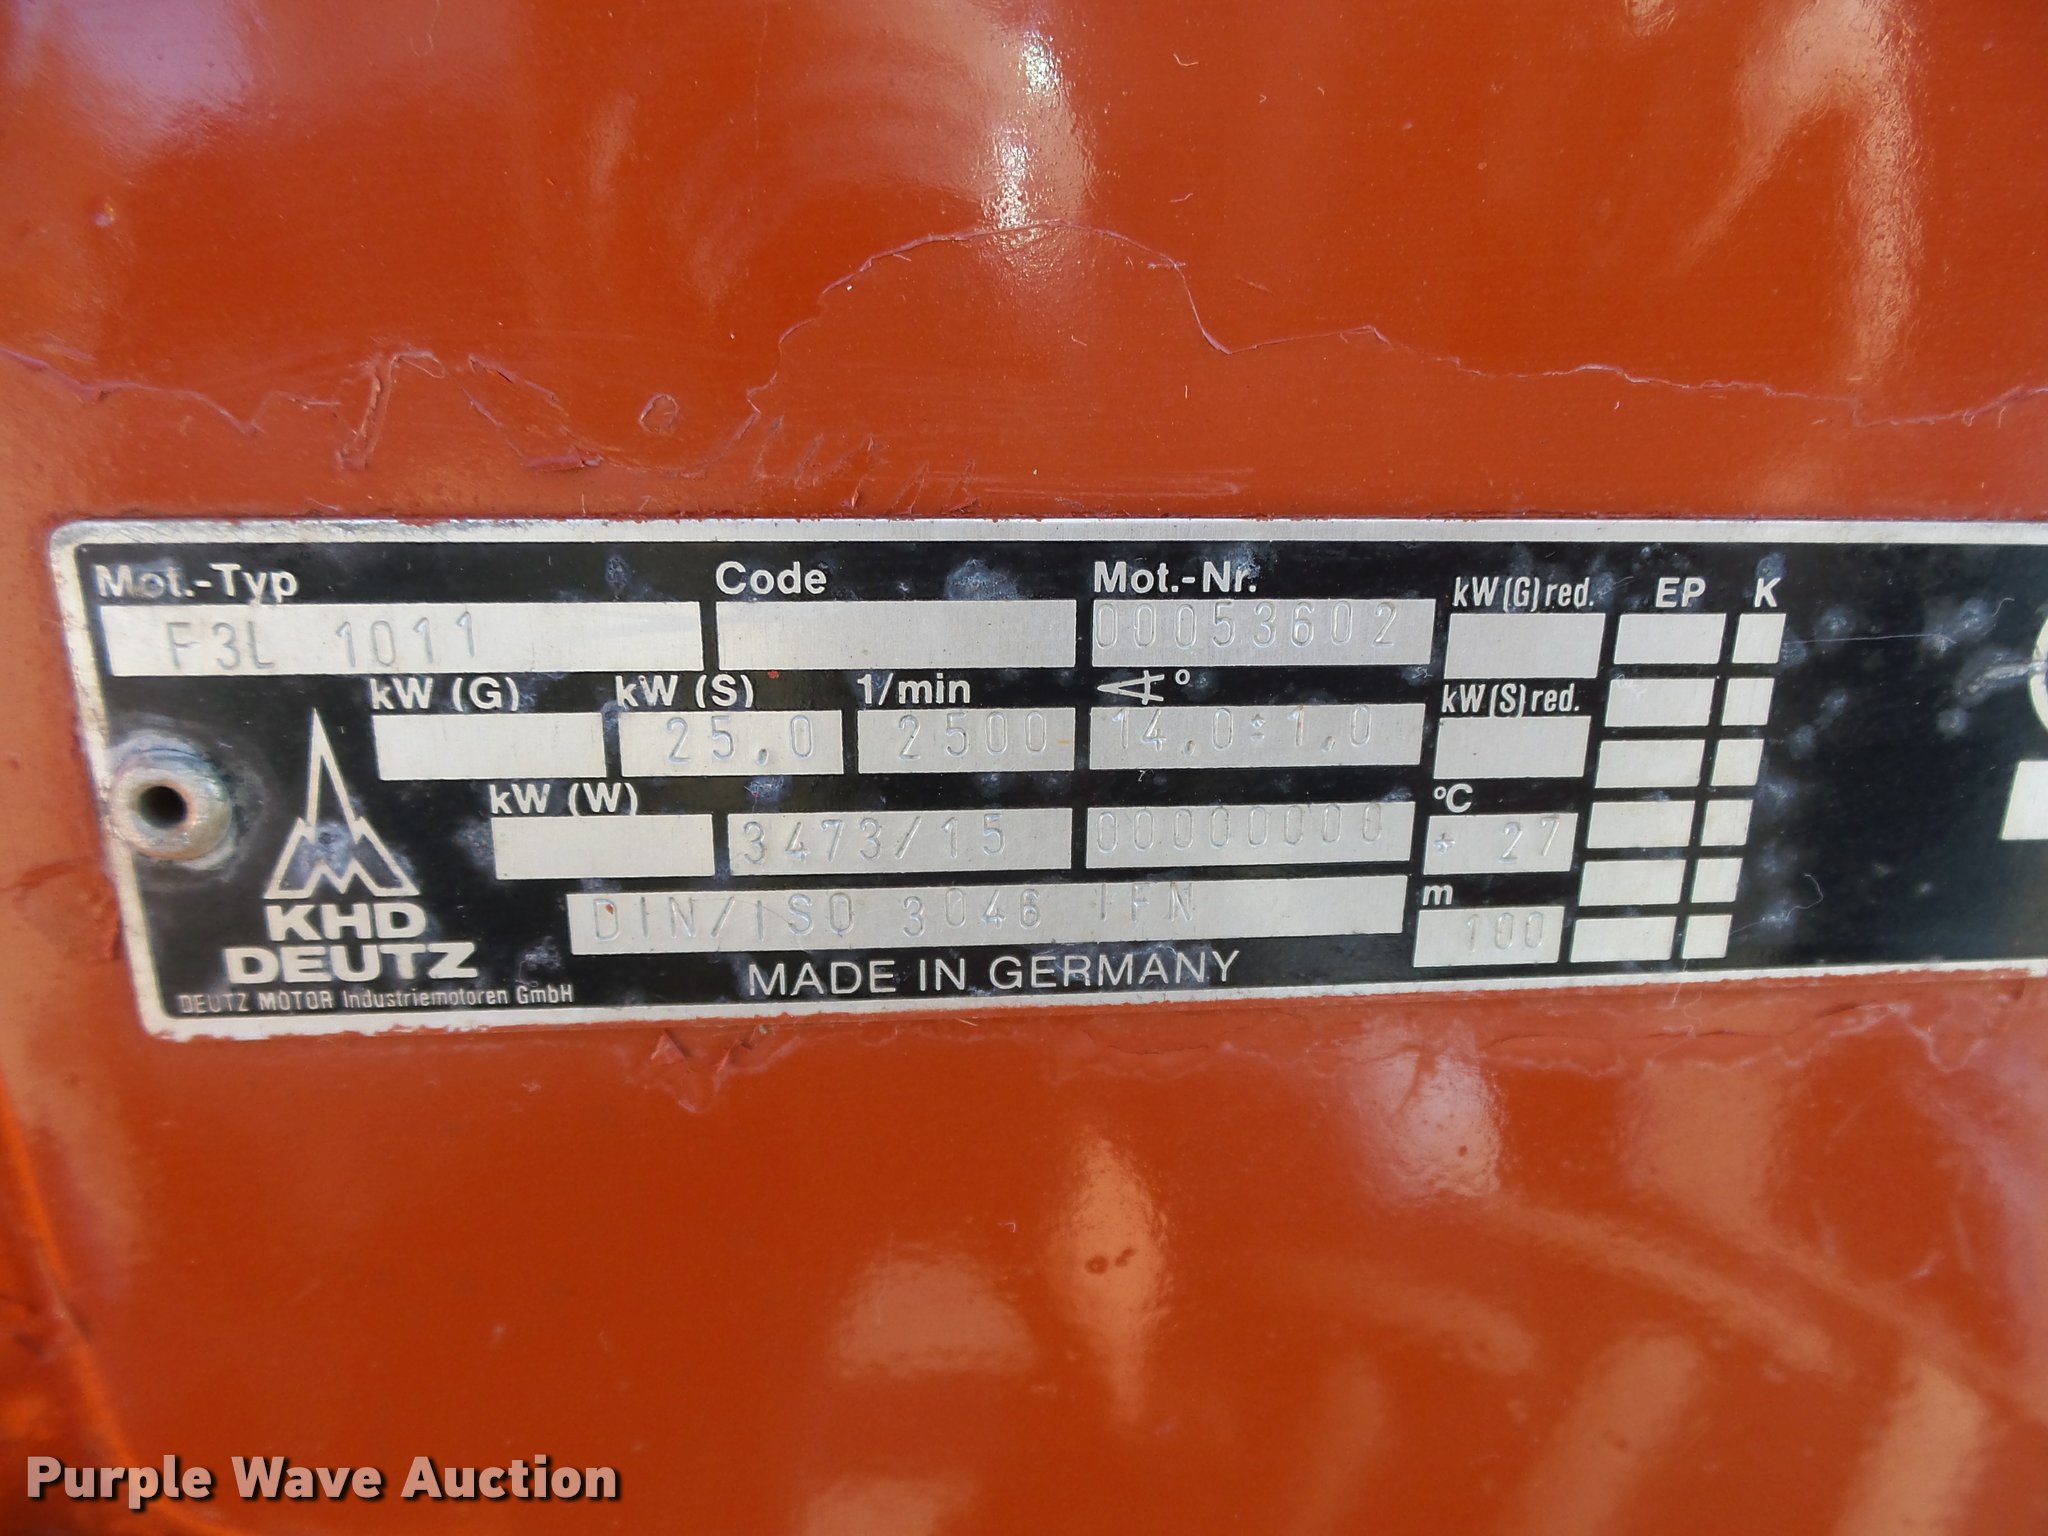 Mot.-Typ Code Mot.-Nr. kW (G) red. EP K
F3L 1011 00053602
kW (G) kW (S) 1/min ∢° kW (S) red.
25,0 2500 14,0±1,0
kW (W) °C
3473/15 00000000 + 27
m
DIN/ISO 3046 IFN 100
KHD
DEUTZ
MADE IN GERMANY
DEUTZ MOTOR Industriemotoren GmbH
Purple Wave Auction